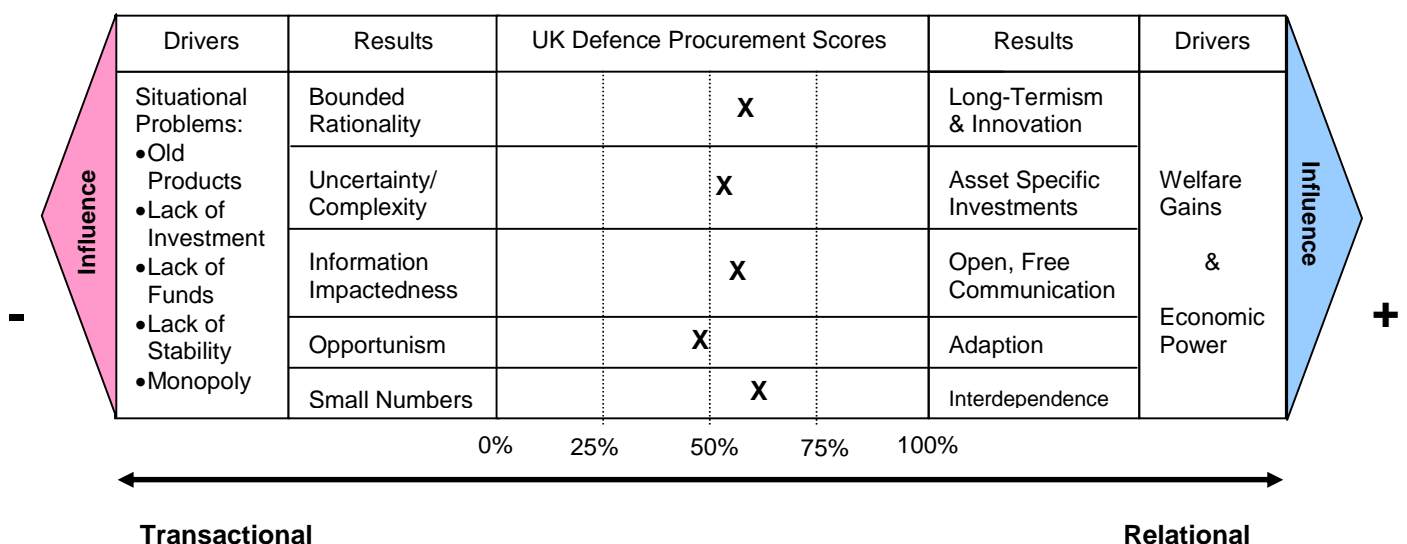 Drivers
Results
UK Defence Procurement Scores
Results
Drivers
Influence
-
Situational
Problems:
•Old
Products
•Lack of
Investment
•Lack of
Funds
•Lack of
Stability
•Monopoly
Bounded
Rationality
X
Long-Termism
& Innovation
Uncertainty/
Complexity
X
Asset Specific
Investments
Information
Impactedness
X
Open, Free
Communication
Opportunism
X
Adaption
Small Numbers
X
Interdependence
Welfare
Gains
&
Economic
Power
Influence
+
0%
25%
50%
75%
100%
Transactional
Relational